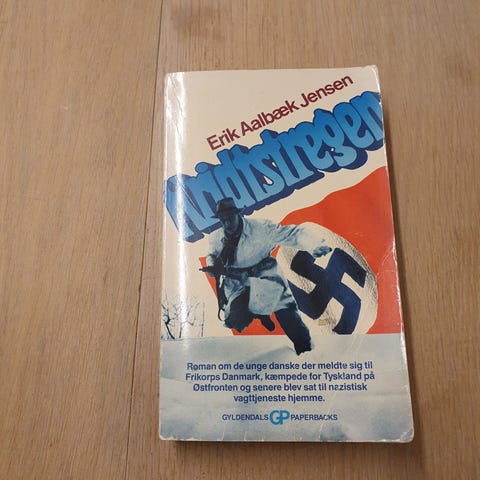 Erik Aalbæk Jensen
Kridtstregen
Roman om de unge danske der meldte sig til
Frikorps Danmark, kæmpede for Tyskland på
Østfronten og senere blev sat til nazistisk
vagttjeneste hjemme.
GYLDENDALS GP PAPERBACKS